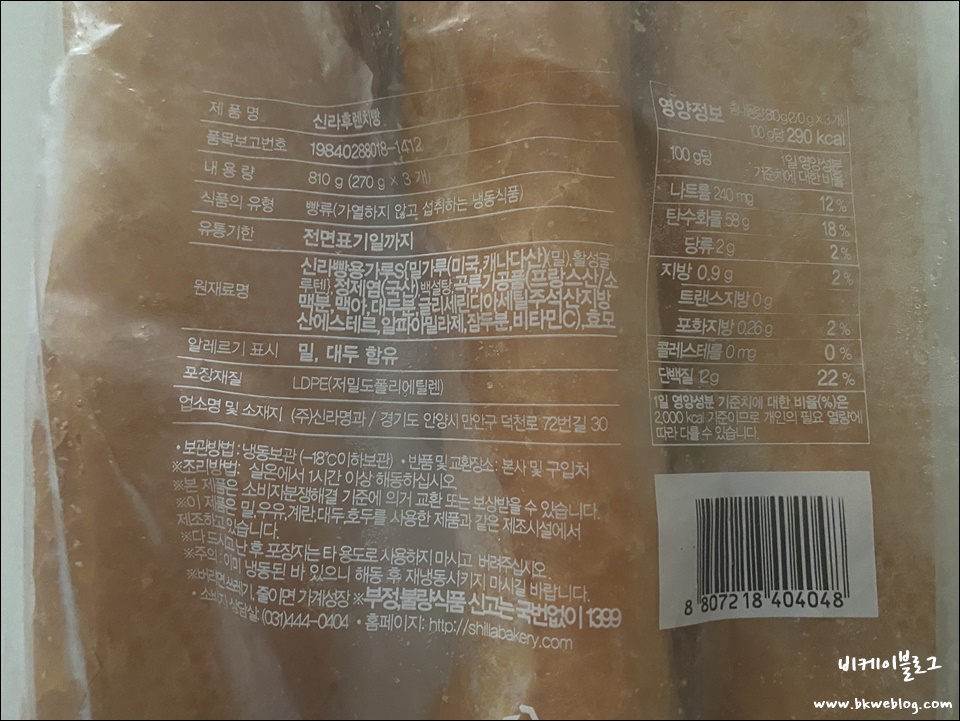 제 품 명 신라후렌치빵
품목보고번호 19840288018-1412
내 용 량 810 g (270 g × 3 개)
식품의 유형 빵류(가열하지 않고 섭취하는 냉동식품)
유통기한 전면표기일까지
원재료명 신라빵용가루S(밀가루(미국,캐나다산)(밀),활성글
루텐), 정제염(국산) 백설탕, 곡류가공품(프랑스산/소
맥분, 맥아, 대두분, 글리세린디아세틸주석산지방
산에스테르, 알파아밀라제, 잠두분, 비타민C), 효모
알레르기 표시 밀, 대두 함유
포장재질 LDPE(저밀도폴리에틸렌)
업소명 및 소재지 (주)신라명과 / 경기도 안양시 만안구 덕천로 72번길 30
• 보관방법 : 냉동보관 (-18℃이하보관) • 반품 및 교환장소: 본사 및 구입처
※조리방법: 실온에서 1시간 이상 해동하십시오.
※본 제품은 소비자분쟁해결 기준에 의거 교환 또는 보상받을 수 있습니다.
※이 제품은 밀,우유,계란,대두,호두를 사용한 제품과 같은 제조시설에서
제조하고 있습니다.
※다 드시고 난 후 포장지는 타 용도로 사용하지 마시고 버려주십시오.
※주의 : 이미 냉동된 바 있으니 해동 후 재냉동시키지 마시길 바랍니다.
※버리면 쓰레기, 줄이면 가계성장 ※부정,불량식품 신고는 국번없이 1399
• 소비자 상담실 (031)444-0404 • 홈페이지: http://shillabakery.com
영양정보 총 내용량 810 g(270 g X 3개)
100 g당 290 kcal
100 g당 1일 영양성분
기준치에 대한 비율
나트륨 240 mg 12 %
탄수화물 58 g 18 %
당류 2 g 2 %
지방 0.9 g 2 %
트랜스지방 0 g
포화지방 0.26 g 2 %
콜레스테롤 0 mg 0 %
단백질 12 g 22 %
1일 영양성분 기준치에 대한 비율(%)은
2,000 kcal 기준이므로 개인의 필요 열량에
따라 다를 수 있습니다.
8 807218 404048
비케이블로그
www.bkweblog.com